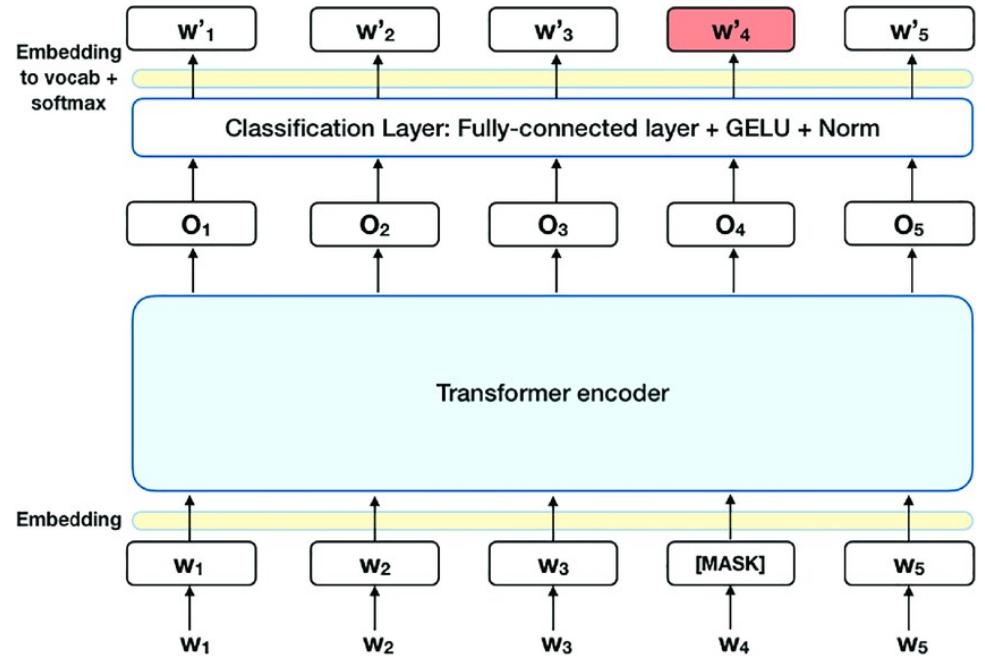 w’₁ w’₂ w’₃ w’₄ w’₅
Embedding
to vocab +
softmax
Classification Layer: Fully-connected layer + GELU + Norm
O₁ O₂ O₃ O₄ O₅
Transformer encoder
Embedding
w₁ w₂ w₃ [MASK] w₅
w₁ w₂ w₃ w₄ w₅